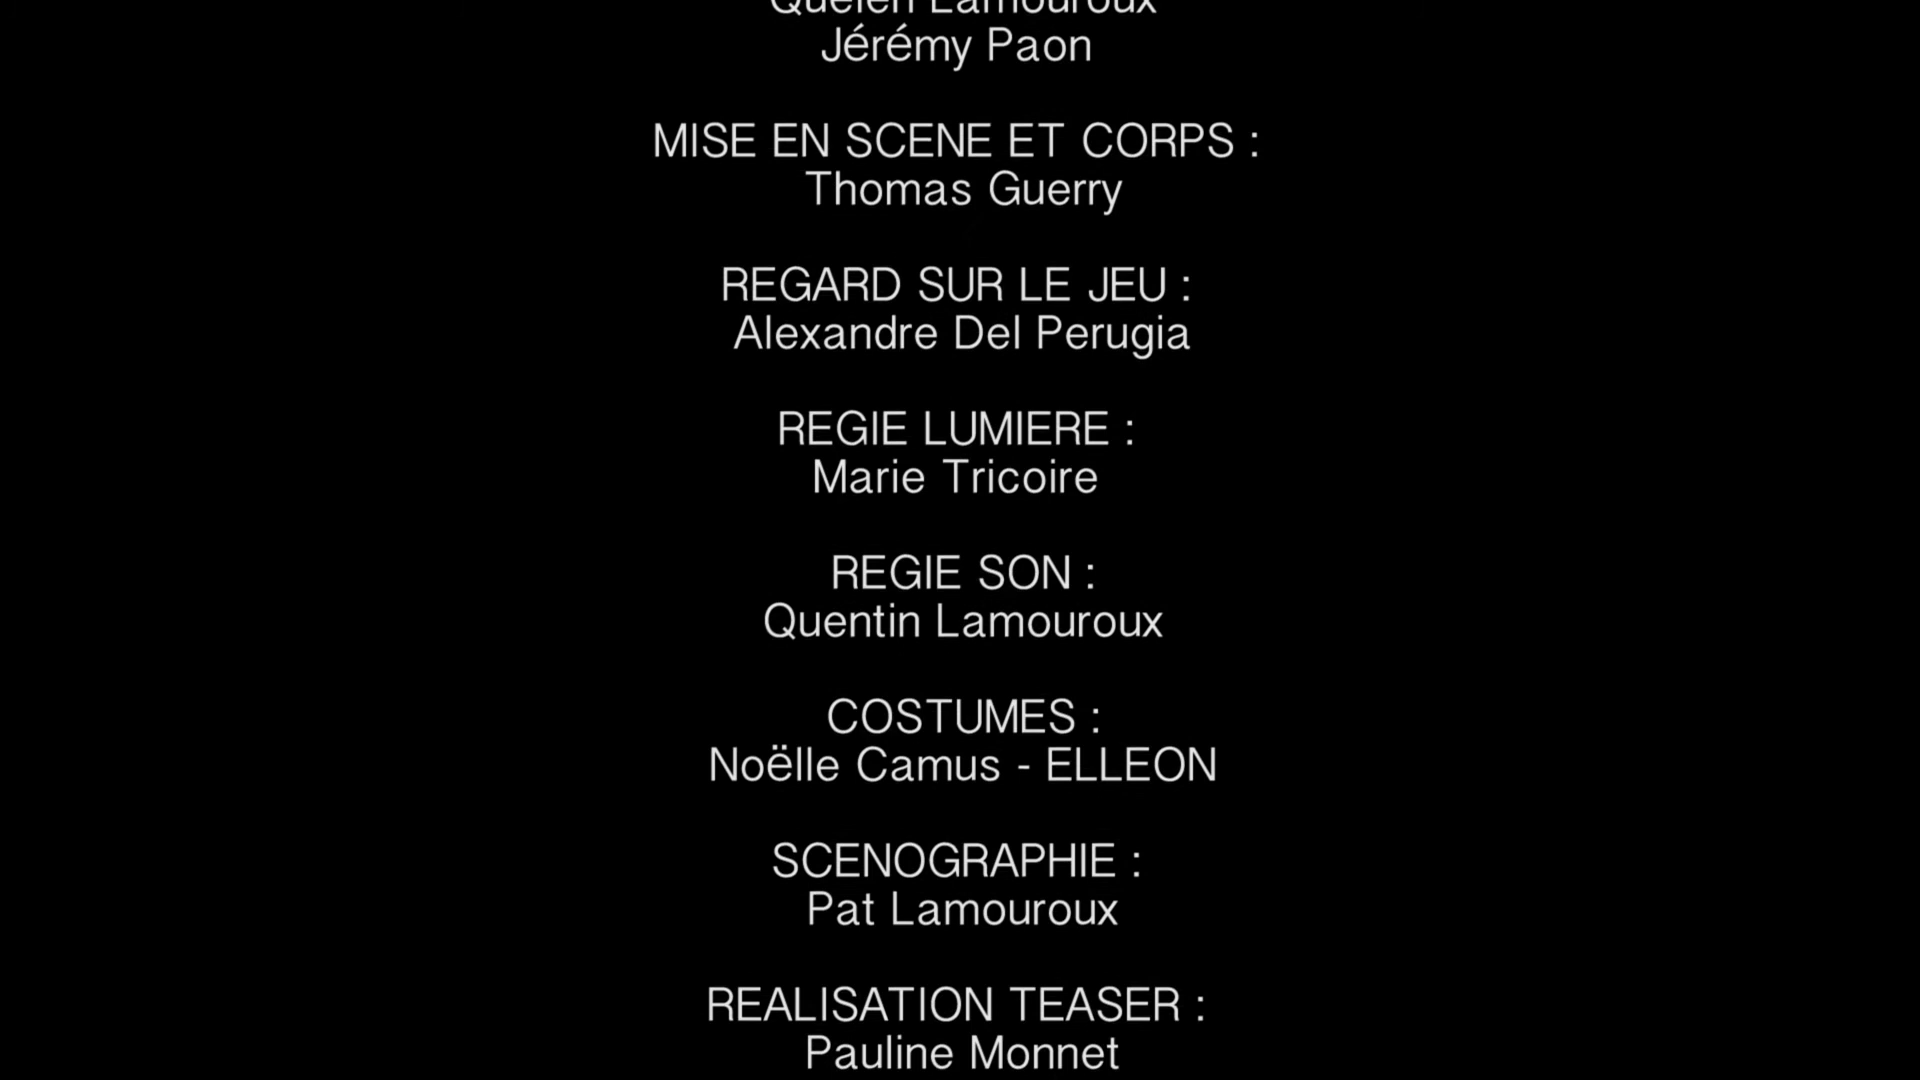 Lamouroux
Jérémy Paon
MISE EN SCENE ET CORPS :
Thomas Guerry
REGARD SUR LE JEU :
Alexandre Del Perugia
REGIE LUMIERE :
Marie Tricoire
REGIE SON :
Quentin Lamouroux
COSTUMES :
Noëlle Camus - ELLEON
SCENOGRAPHIE :
Pat Lamouroux
REALISATION TEASER :
Pauline Monnet